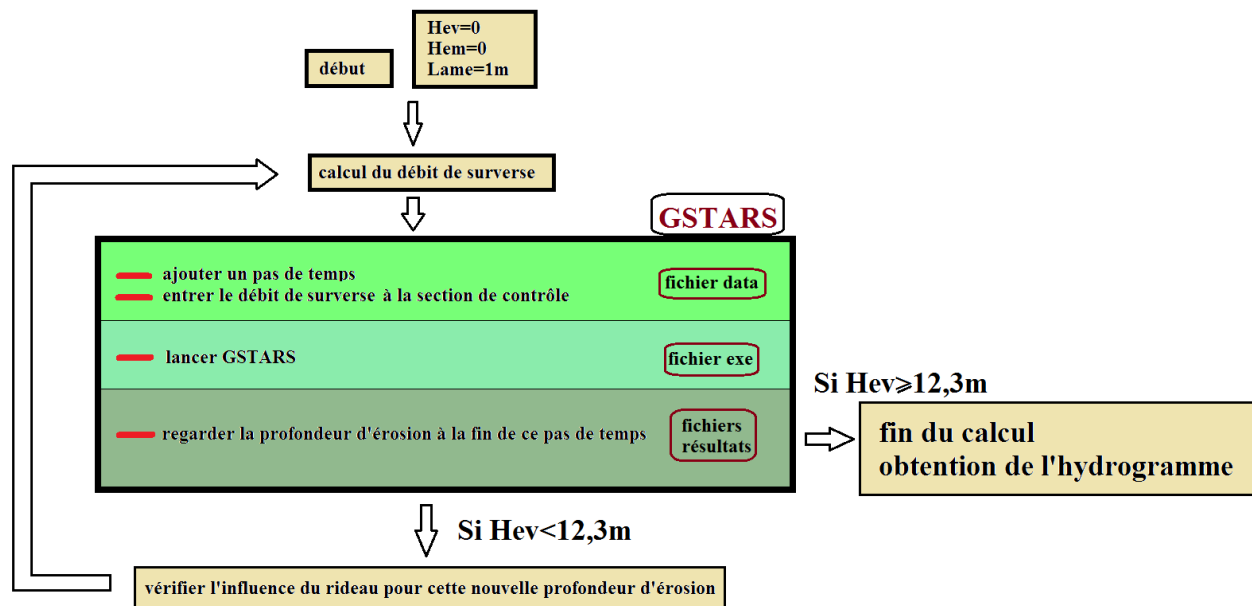 Hev=0
Hem=0
Lame=1m
début
calcul du débit de surverse
GSTARS
ajouter un pas de temps
entrer le débit de surverse à la section de contrôle
fichier data
lancer GSTARS
fichier exe
regarder la profondeur d'érosion à la fin de ce pas de temps
fichiers
résultats
Si Hev⩾12,3m
fin du calcul
obtention de l'hydrogramme
Si Hev<12,3m
vérifier l'influence du rideau pour cette nouvelle profondeur d'érosion